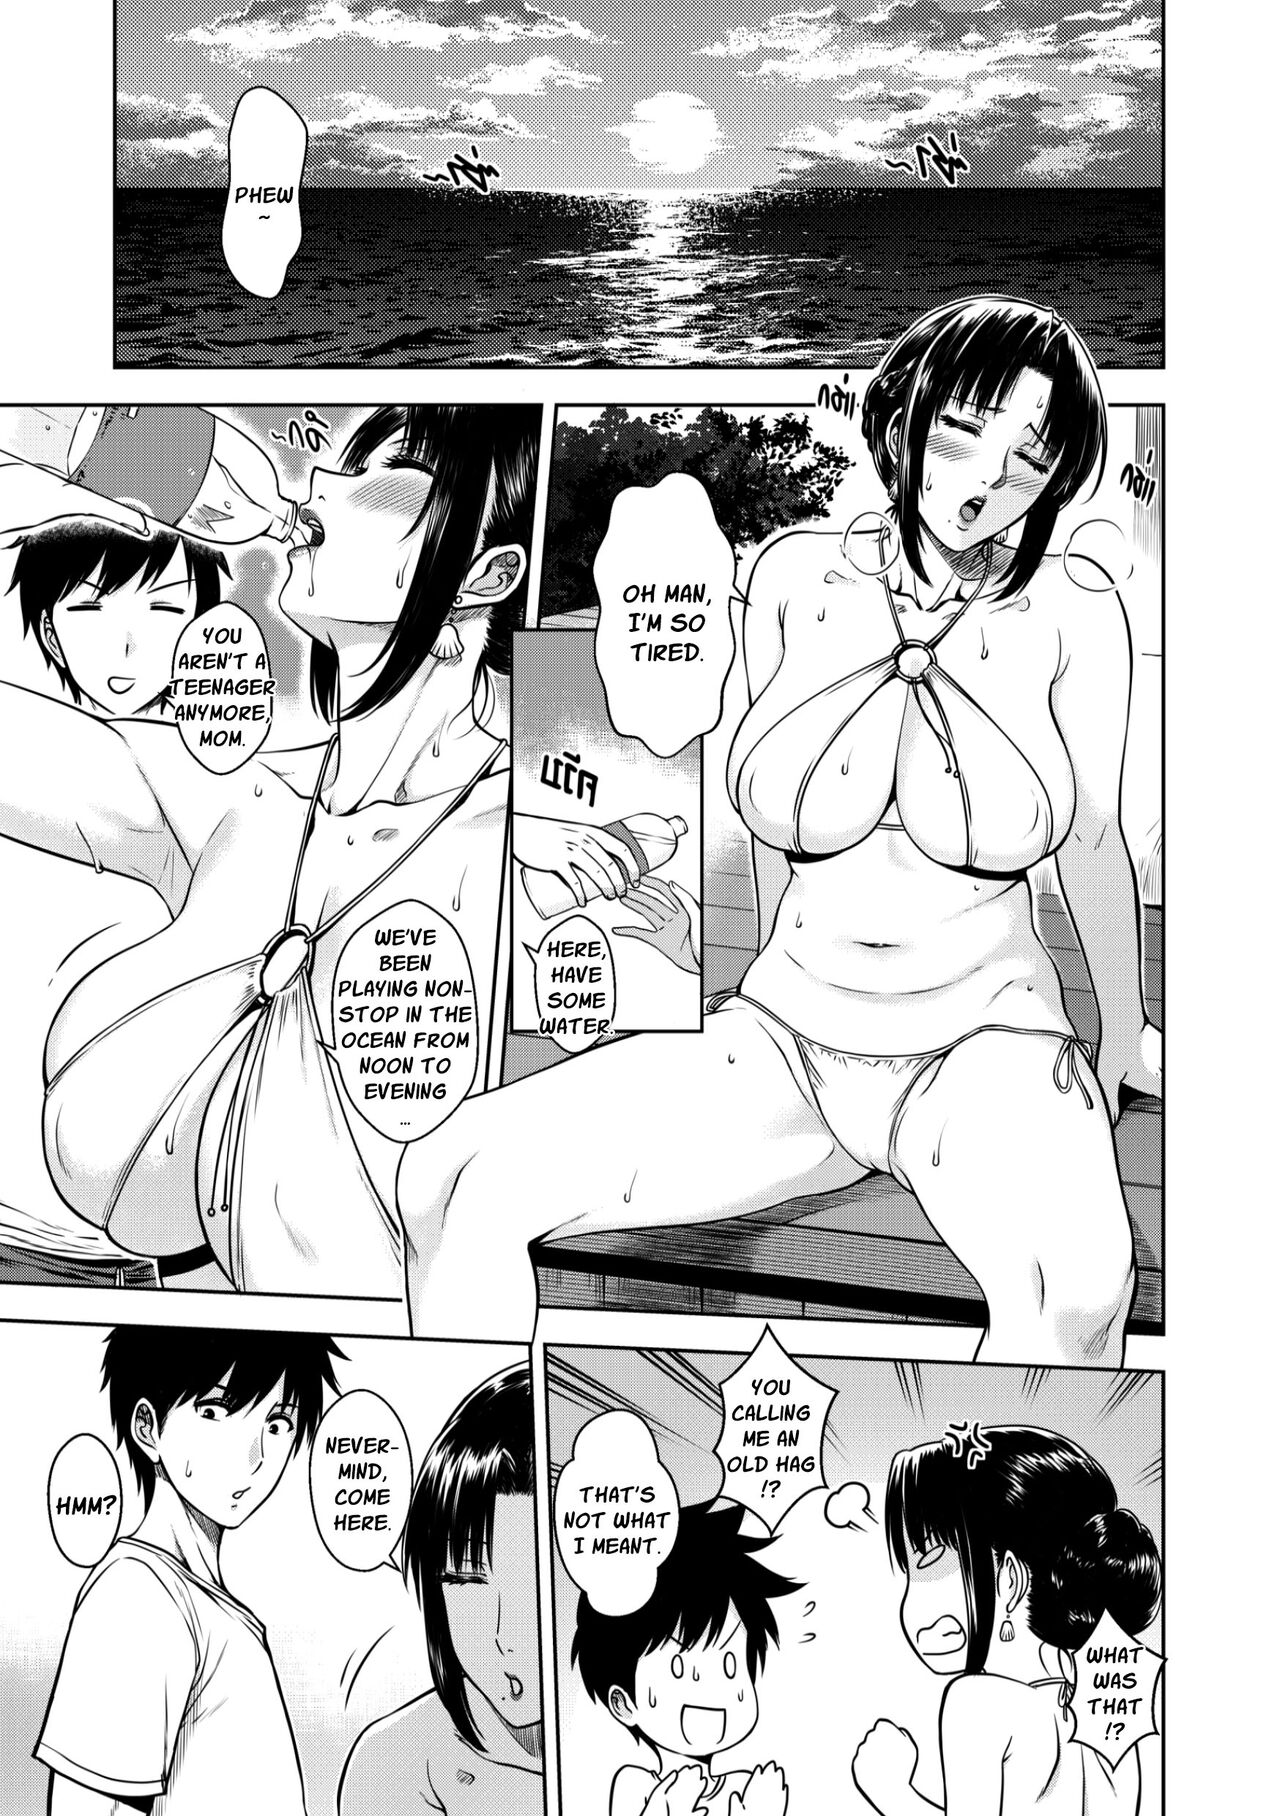 PHEW
~
OH MAN,
I'M SO
TIRED.
HERE,
HAVE
SOME
WATER.
YOU
AREN'T A
TEENAGER
ANYMORE,
MOM.
WE'VE
BEEN
PLAYING NON-
STOP IN THE
OCEAN FROM
NOON TO
EVENING
...
YOU
CALLING
ME AN
OLD HAG
!?
THAT'S
NOT WHAT
I MEANT.
WHAT
WAS
THAT
!?
NEVER-
MIND,
COME
HERE.
HMM?